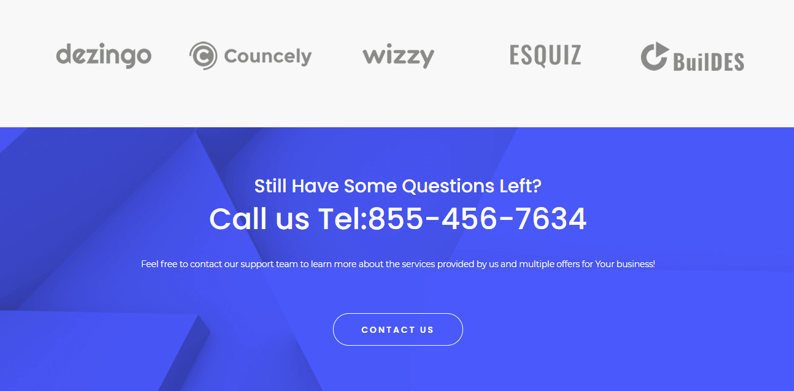 dezingo Councely wizzy ESQUIZ BuilDES
Still Have Some Questions Left?
Call us Tel:855-456-7634
Feel free to contact our support team to learn more about the services provided by us and multiple offers for Your business!
CONTACT US